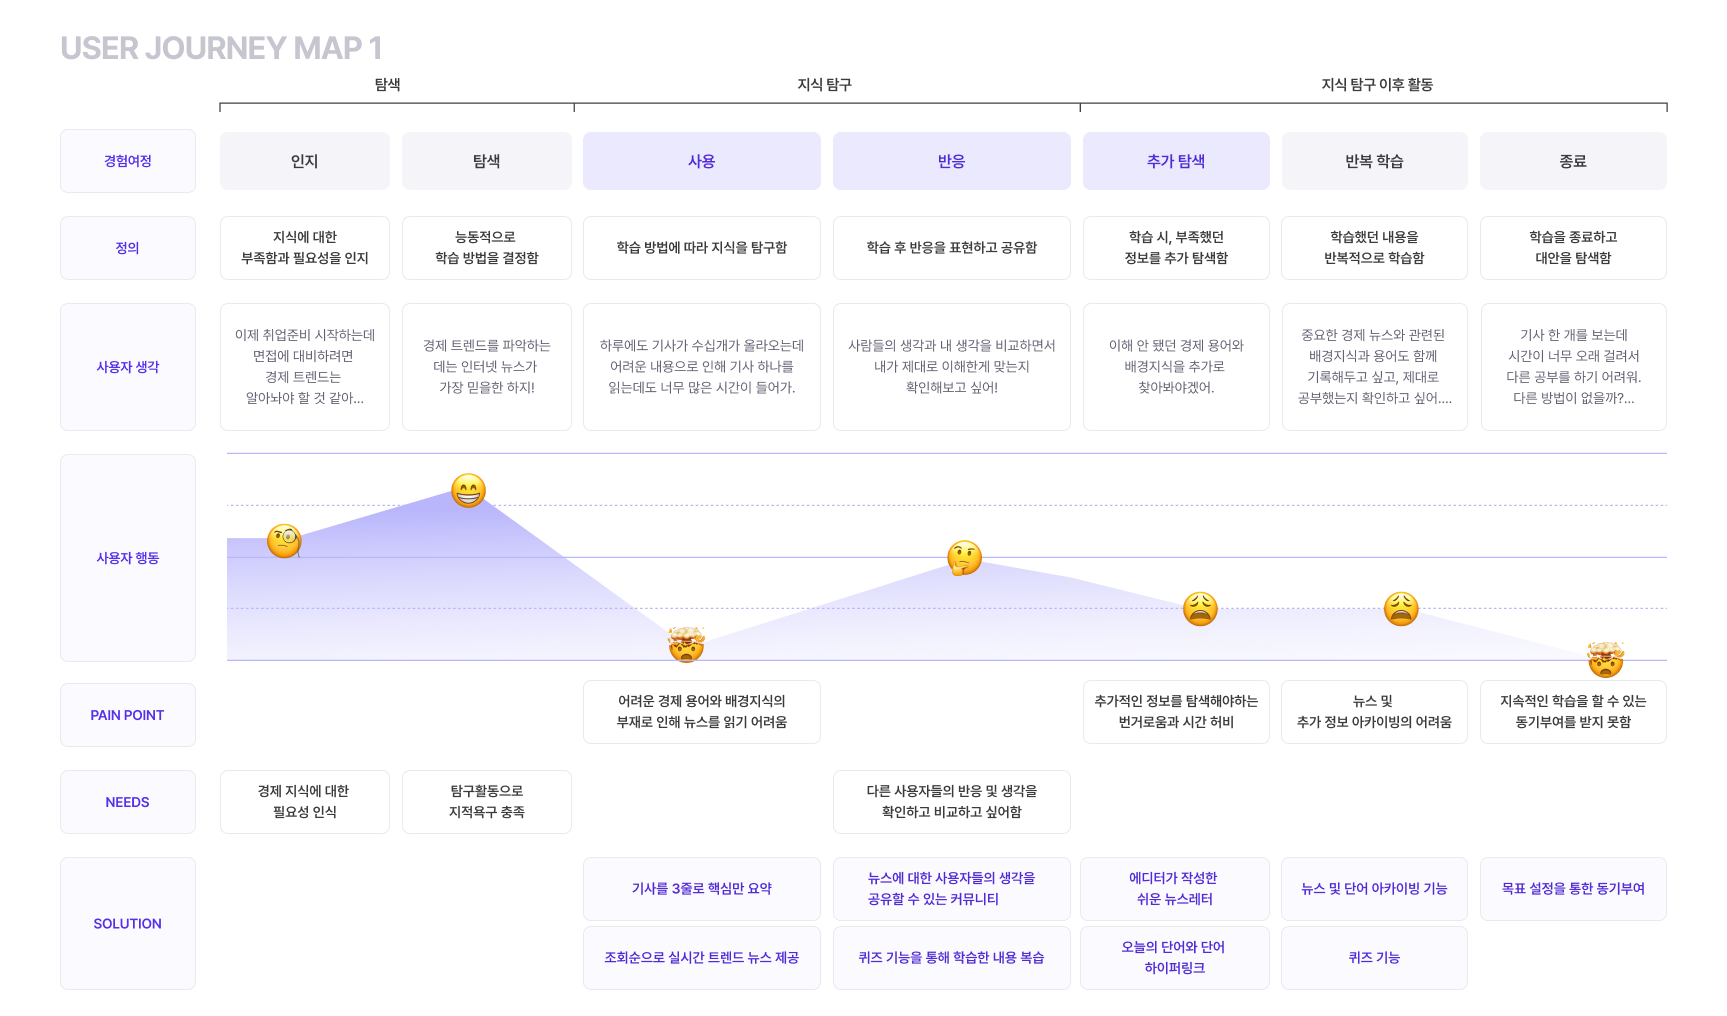 USER JOURNEY MAP 1
탐색
지식 탐구
지식 탐구 이후 활동
경험여정
인지
탐색
사용
반응
추가 탐색
반복 학습
종료
정의
지식에 대한
부족함과 필요성을 인지
능동적으로
학습 방법을 결정함
학습 방법에 따라 지식을 탐구함
학습 후 반응을 표현하고 공유함
학습 시, 부족했던
정보를 추가 탐색함
학습했던 내용을
반복적으로 학습함
학습을 종료하고
대안을 탐색함
사용자 생각
이제 취업준비 시작하는데
면접에 대비하려면
경제 트렌드는
알아놔야 할 것 같아...
경제 트렌드를 파악하는
데는 인터넷 뉴스가
가장 믿을한 하지!
하루에도 기사가 수십개가 올라오는데
어려운 내용으로 인해 기사 하나를
읽는데도 너무 많은 시간이 들어가.
사람들의 생각과 내 생각을 비교하면서
내가 제대로 이해한게 맞는지
확인해보고 싶어!
이해 안 됐던 경제 용어와
배경지식을 추가로
찾아봐야겠어.
중요한 경제 뉴스와 관련된
배경지식과 용어도 함께
기록해두고 싶고, 제대로
공부했는지 확인하고 싶어....
기사 한 개를 보는데
시간이 너무 오래 걸려서
다른 공부를 하기 어려워.
다른 방법이 없을까?...
사용자 행동
PAIN POINT
어려운 경제 용어와 배경지식의
부재로 인해 뉴스를 읽기 어려움
추가적인 정보를 탐색해야하는
번거로움과 시간 허비
뉴스 및
추가 정보 아카이빙의 어려움
지속적인 학습을 할 수 있는
동기부여를 받지 못함
NEEDS
경제 지식에 대한
필요성 인식
탐구활동으로
지적욕구 충족
다른 사용자들의 반응 및 생각을
확인하고 비교하고 싶어함
SOLUTION
기사를 3줄로 핵심만 요약
뉴스에 대한 사용자들의 생각을
공유할 수 있는 커뮤니티
에디터가 작성한
쉬운 뉴스레터
뉴스 및 단어 아카이빙 기능
목표 설정을 통한 동기부여
조회순으로 실시간 트렌드 뉴스 제공
퀴즈 기능을 통해 학습한 내용 복습
오늘의 단어와 단어
하이퍼링크
퀴즈 기능